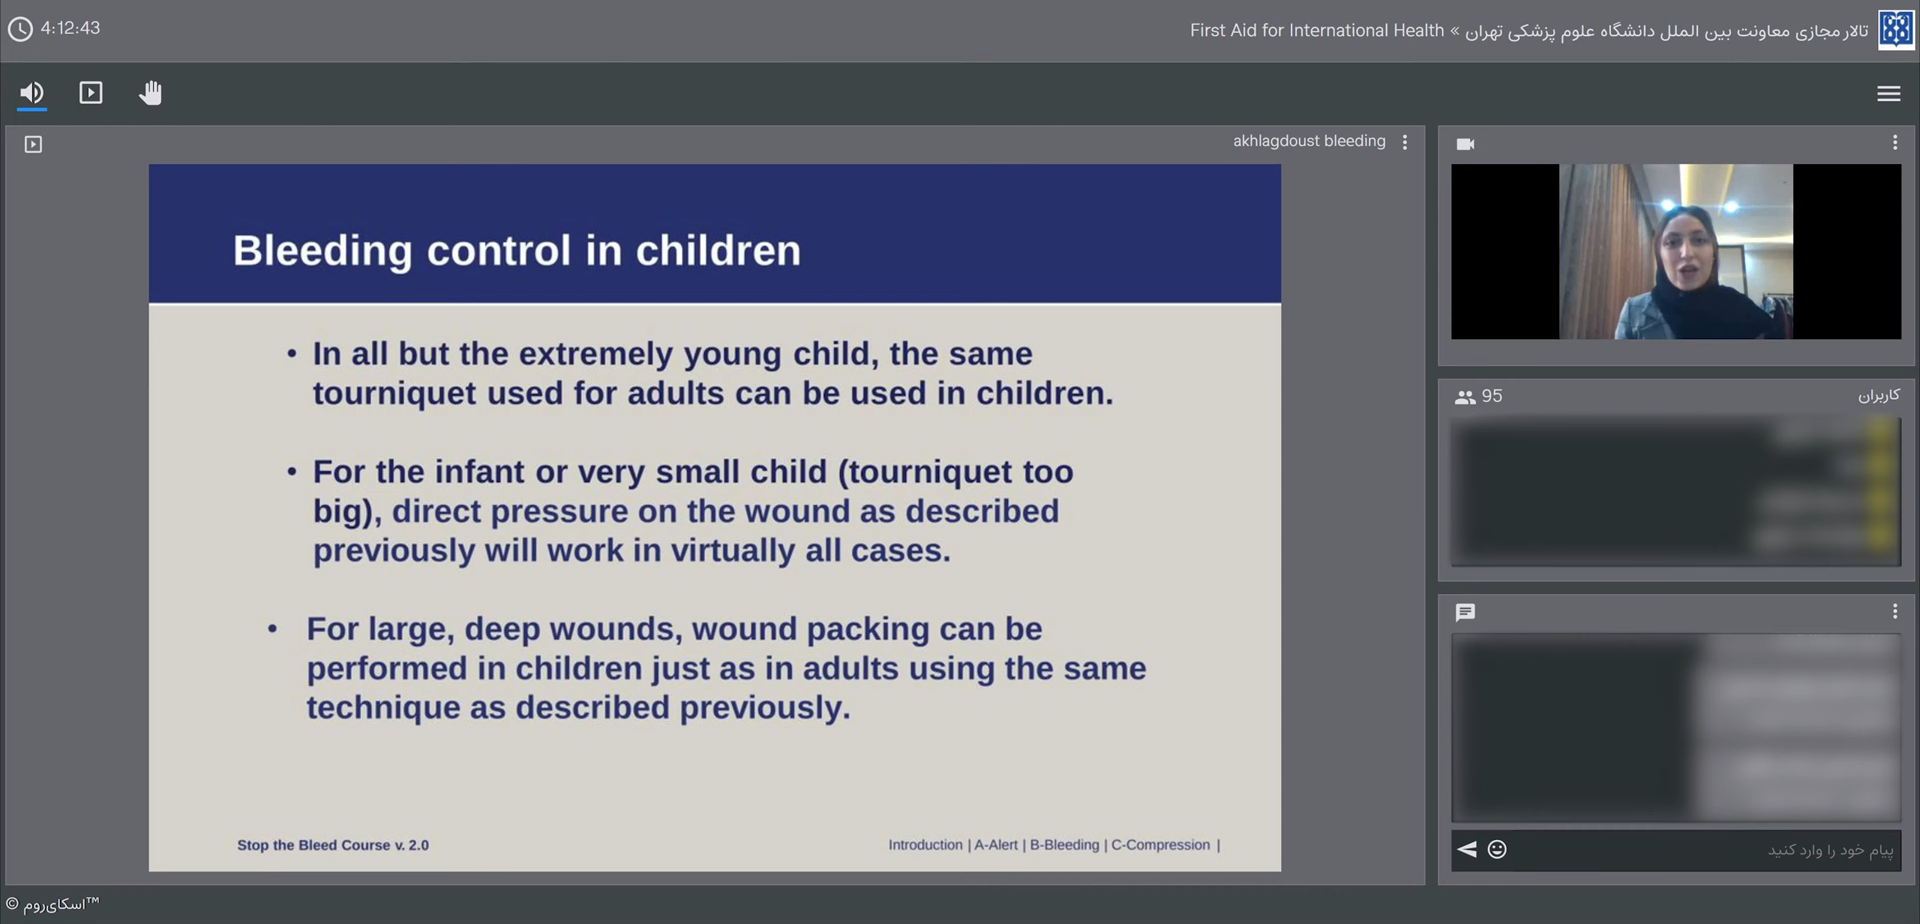 4:12:43
First Aid for International Health « تالار مجازی معاونت بین الملل دانشگاه علوم پزشکی تهران
akhlagdoust bleeding
Bleeding control in children
• In all but the extremely young child, the same
tourniquet used for adults can be used in children.
• For the infant or very small child (tourniquet too
big), direct pressure on the wound as described
previously will work in virtually all cases.
• For large, deep wounds, wound packing can be
performed in children just as in adults using the same
technique as described previously.
Stop the Bleed Course v. 2.0
Introduction | A-Alert | B-Bleeding | C-Compression |
95
کاربران
پیام خود را وارد کنید
© اسکای‌روم™